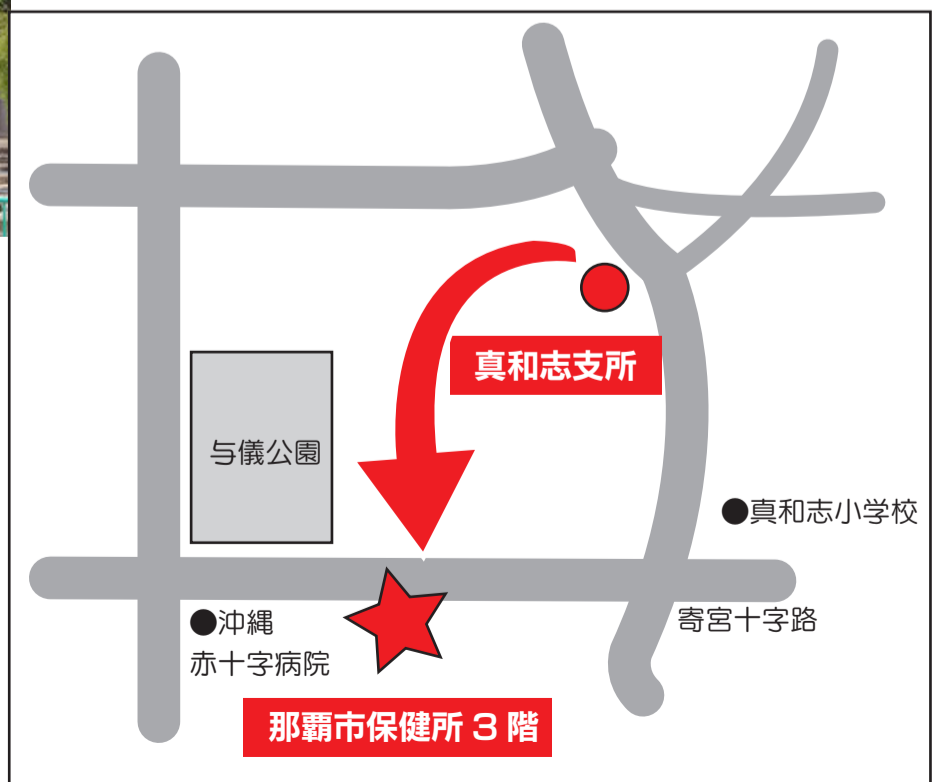 真和志支所
与儀公園
●真和志小学校
●沖縄
赤十字病院
寄宮十字路
那覇市保健所3階